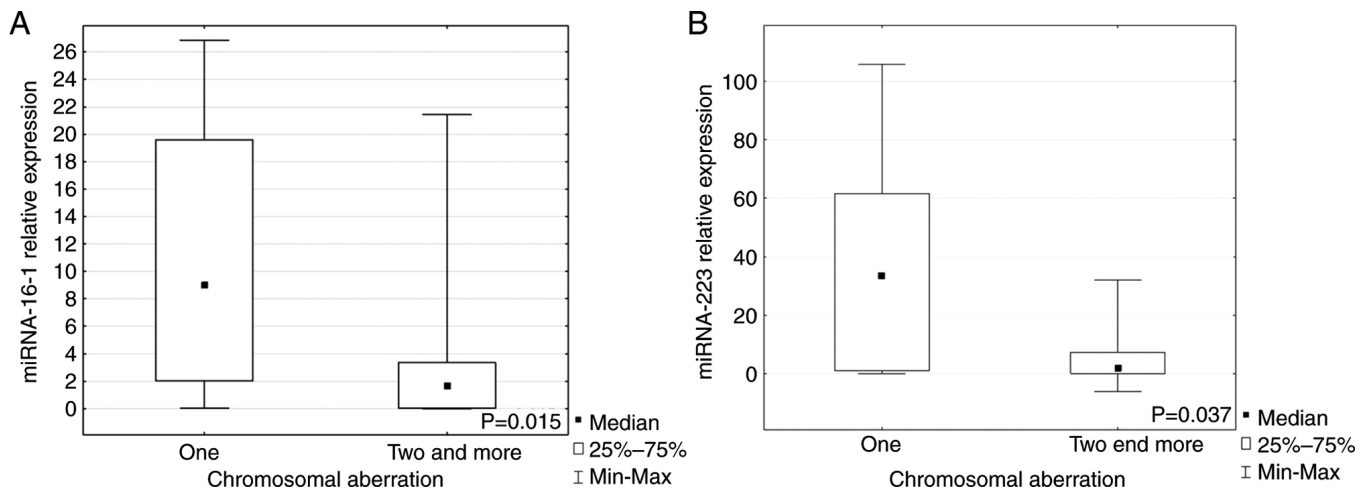 A
miRNA-16-1 relative expression
26
24
22
20
18
16
14
12
10
8
6
4
2
0
P=0.015
One
Two and more
Chromosomal aberration
Median
25%–75%
Min-Max
B
miRNA-223 relative expression
100
80
60
40
20
0
P=0.037
One
Two end more
Chromosomal aberration
Median
25%–75%
Min-Max